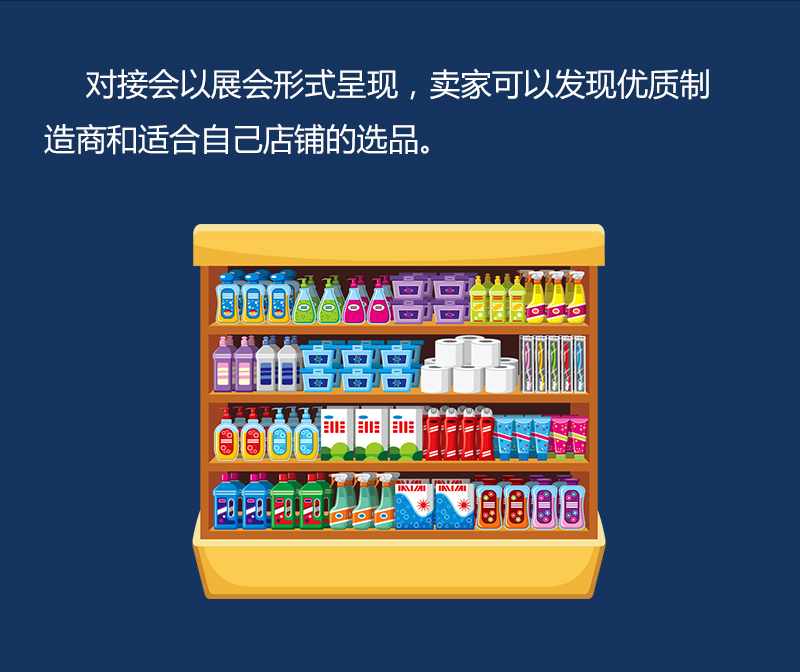 对接会以展会形式呈现，卖家可以发现优质制
造商和适合自己店铺的选品。